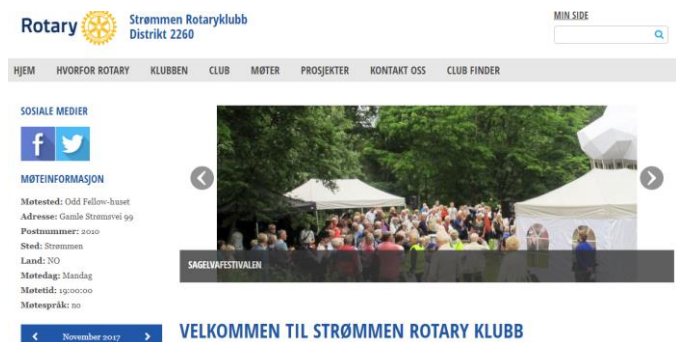 Rotary
Strømmen Rotaryklubb
Distrikt 2260
MIN SIDE
HJEM HVORFOR ROTARY KLUBBEN CLUB MØTER PROSJEKTER KONTAKT OSS CLUB FINDER
SOSIALE MEDIER
MØTEINFORMASJON
Møtested: Odd Fellow-huset
Adresse: Gamle Strømsvei 99
Postnummer: 2010
Sted: Strømmen
Land: NO
Møtedag: Mandag
Møtetid: 19:00:00
Møtespråk: no
November 2017
SAGELVAFESTIVALEN
VELKOMMEN TIL STRØMMEN ROTARY KLUBB